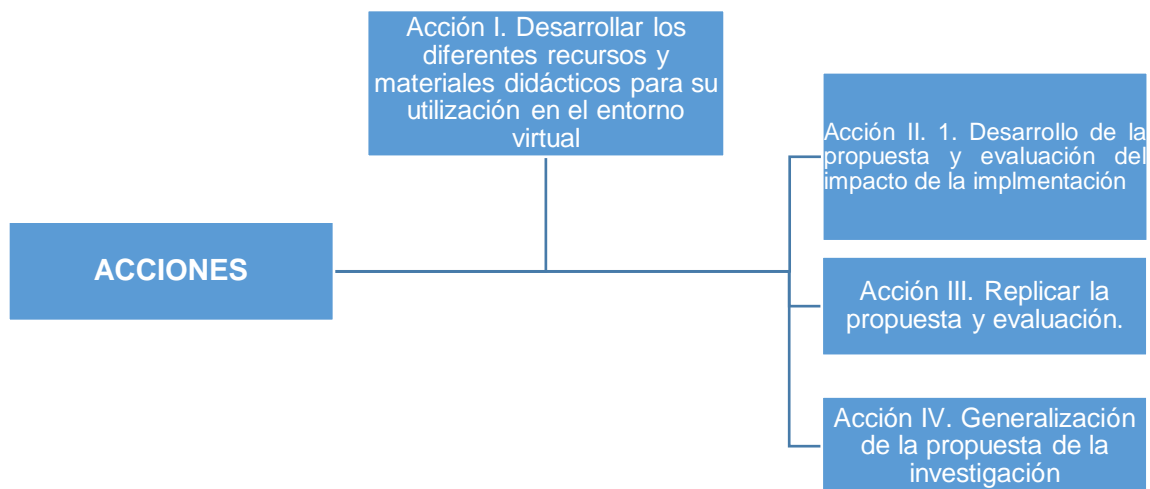 Acción I. Desarrollar los
diferentes recursos y
materiales didácticos para su
utilización en el entorno
virtual
ACCIONES
Acción II. 1. Desarrollo de la
propuesta y evaluación del
impacto de la implmentación
Acción III. Replicar la
propuesta y evaluación.
Acción IV. Generalización
de la propuesta de la
investigación